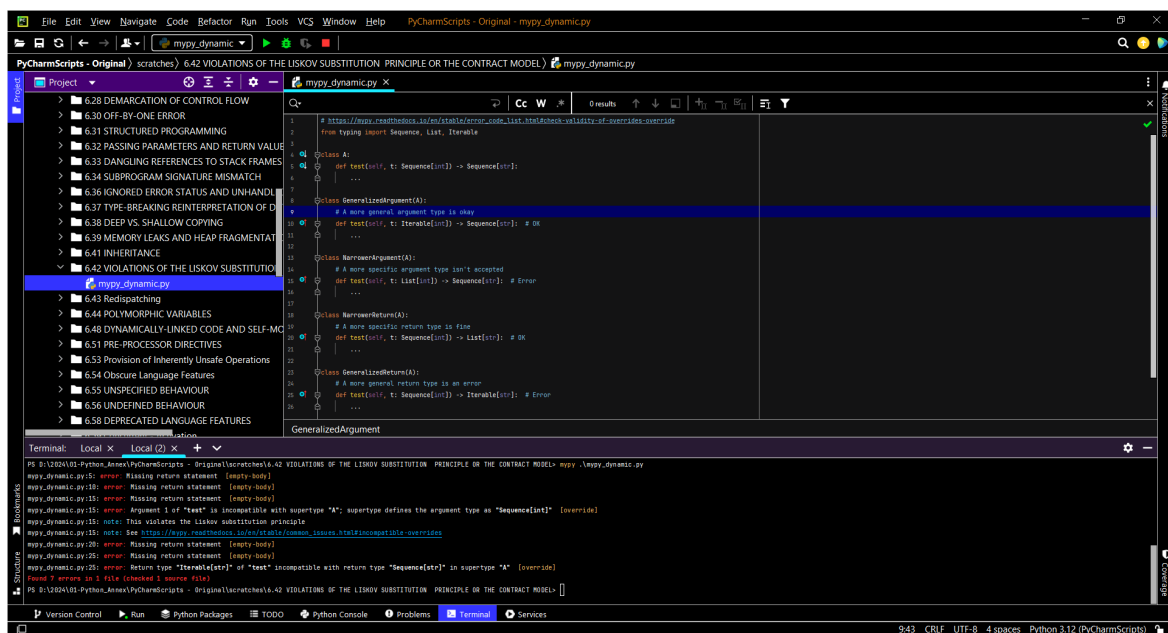 File Edit View Navigate Code Refactor Run Tools VCS Window Help PyCharmScripts - Original - mypy_dynamic.py
mypy_dynamic
PyCharmScripts - Original scratches 6.42 VIOLATIONS OF THE LISKOV SUBSTITUTION PRINCIPLE OR THE CONTRACT MODEL mypy_dynamic.py
Project
6.28 DEMARCATION OF CONTROL FLOW
6.30 OFF-BY-ONE ERROR
6.31 STRUCTURED PROGRAMMING
6.32 PASSING PARAMETERS AND RETURN VALUE
6.33 DANGLING REFERENCES TO STACK FRAMES
6.34 SUBPROGRAM SIGNATURE MISMATCH
6.36 IGNORED ERROR STATUS AND UNHANDL
6.37 TYPE-BREAKING REINTERPRETATION OF D
6.38 DEEP VS. SHALLOW COPYING
6.39 MEMORY LEAKS AND HEAP FRAGMENTAT
6.41 INHERITANCE
6.42 VIOLATIONS OF THE LISKOV SUBSTITUTIO
mypy_dynamic.py
6.43 Redispatching
6.44 POLYMORPHIC VARIABLES
6.48 DYNAMICALLY-LINKED CODE AND SELF-MO
6.51 PRE-PROCESSOR DIRECTIVES
6.53 Provision of Inherently Unsafe Operations
6.54 Obscure Language Features
6.55 UNSPECIFIED BEHAVIOUR
6.56 UNDEFINED BEHAVIOUR
6.58 DEPRECATED LANGUAGE FEATURES
mypy_dynamic.py
Cc W .* 0 results
1 # https://mypy.readthedocs.io/en/stable/error_code_list.html#check-validity-of-overrides-override
2 from typing import Sequence, List, Iterable
3
4 class A:
5 def test(self, t: Sequence[int]) -> Sequence[str]:
6 ...
7
8 class GeneralizedArgument(A):
9 # A more general argument type is okay
10 def test(self, t: Iterable[int]) -> Sequence[str]: # OK
11 ...
12
13 class NarrowerArgument(A):
14 # A more specific argument type isn't accepted
15 def test(self, t: List[int]) -> Sequence[str]: # Error
16 ...
17
18 class NarrowerReturn(A):
19 # A more specific return type is fine
20 def test(self, t: Sequence[int]) -> List[str]: # OK
21 ...
22
23 class GeneralizedReturn(A):
24 # A more general return type is an error
25 def test(self, t: Sequence[int]) -> Iterable[str]: # Error
26 ...
GeneralizedArgument
Terminal: Local Local (2)
PS D:\2024\01-Python_Annex\PyCharmScripts - Original\scratches\6.42 VIOLATIONS OF THE LISKOV SUBSTITUTION PRINCIPLE OR THE CONTRACT MODEL> mypy .\mypy_dynamic.py
mypy_dynamic.py:5: error: Missing return statement [empty-body]
mypy_dynamic.py:10: error: Missing return statement [empty-body]
mypy_dynamic.py:15: error: Missing return statement [empty-body]
mypy_dynamic.py:15: error: Argument 1 of "test" is incompatible with supertype "A"; supertype defines the argument type as "Sequence[int]" [override]
mypy_dynamic.py:15: note: This violates the Liskov substitution principle
mypy_dynamic.py:15: note: See https://mypy.readthedocs.io/en/stable/common_issues.html#incompatible-overrides
mypy_dynamic.py:20: error: Missing return statement [empty-body]
mypy_dynamic.py:25: error: Missing return statement [empty-body]
mypy_dynamic.py:25: error: Return type "Iterable[str]" of "test" incompatible with return type "Sequence[str]" in supertype "A" [override]
Found 7 errors in 1 file (checked 1 source file)
PS D:\2024\01-Python_Annex\PyCharmScripts - Original\scratches\6.42 VIOLATIONS OF THE LISKOV SUBSTITUTION PRINCIPLE OR THE CONTRACT MODEL>
Version Control Run Python Packages TODO Python Console Problems Terminal Services
9:43 CRLF UTF-8 4 spaces Python 3.12 (PyCharmScripts)
Project
Bookmarks
Structure
Notifications
Coverage